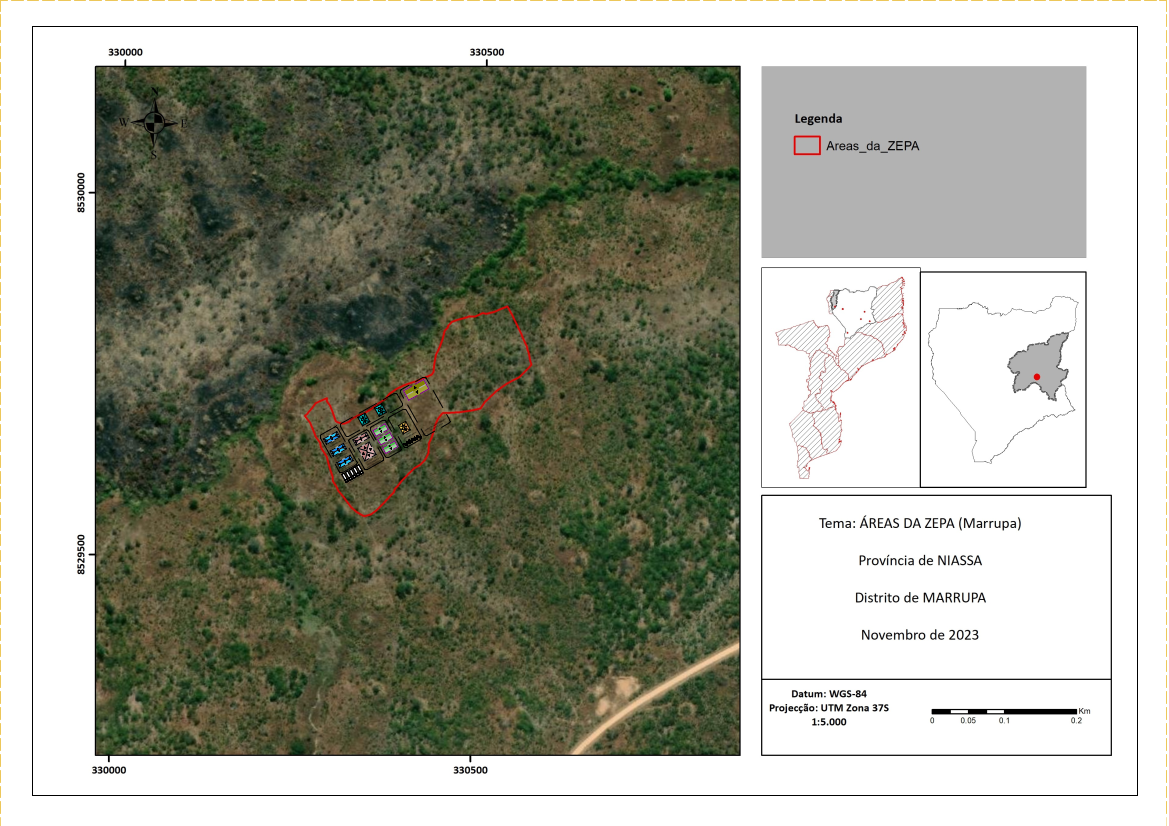 330000
330500
N
W
E
S
8530000
8529500
330000
330500
Legenda
Areas_da_ZEPA
Tema: ÁREAS DA ZEPA (Marrupa)
Província de NIASSA
Distrito de MARRUPA
Novembro de 2023
Datum: WGS-84
Projecção: UTM Zona 37S
1:5.000
Km
0 0.05 0.1 0.2